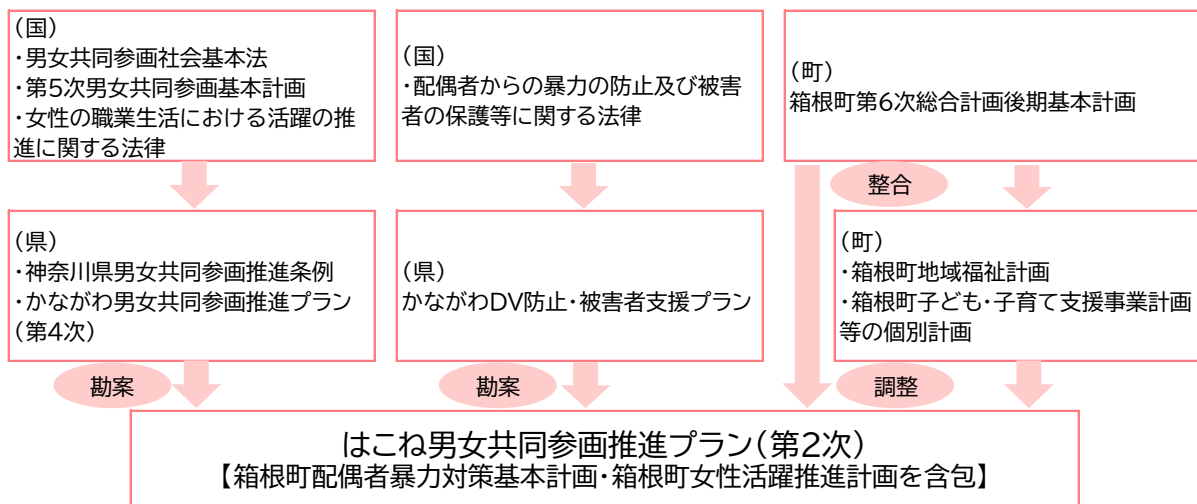 (国)
・男女共同参画社会基本法
・第5次男女共同参画基本計画
・女性の職業生活における活躍の推
進に関する法律
(国)
・配偶者からの暴力の防止及び被害
者の保護等に関する法律
(町)
箱根町第6次総合計画後期基本計画
整合
(県)
・神奈川県男女共同参画推進条例
・かながわ男女共同参画推進プラン
(第4次)
(県)
かながわDV防止・被害者支援プラン
(町)
・箱根町地域福祉計画
・箱根町子ども・子育て支援事業計画
等の個別計画
勘案
勘案
調整
はこね男女共同参画推進プラン(第2次)
【箱根町配偶者暴力対策基本計画・箱根町女性活躍推進計画を含包】